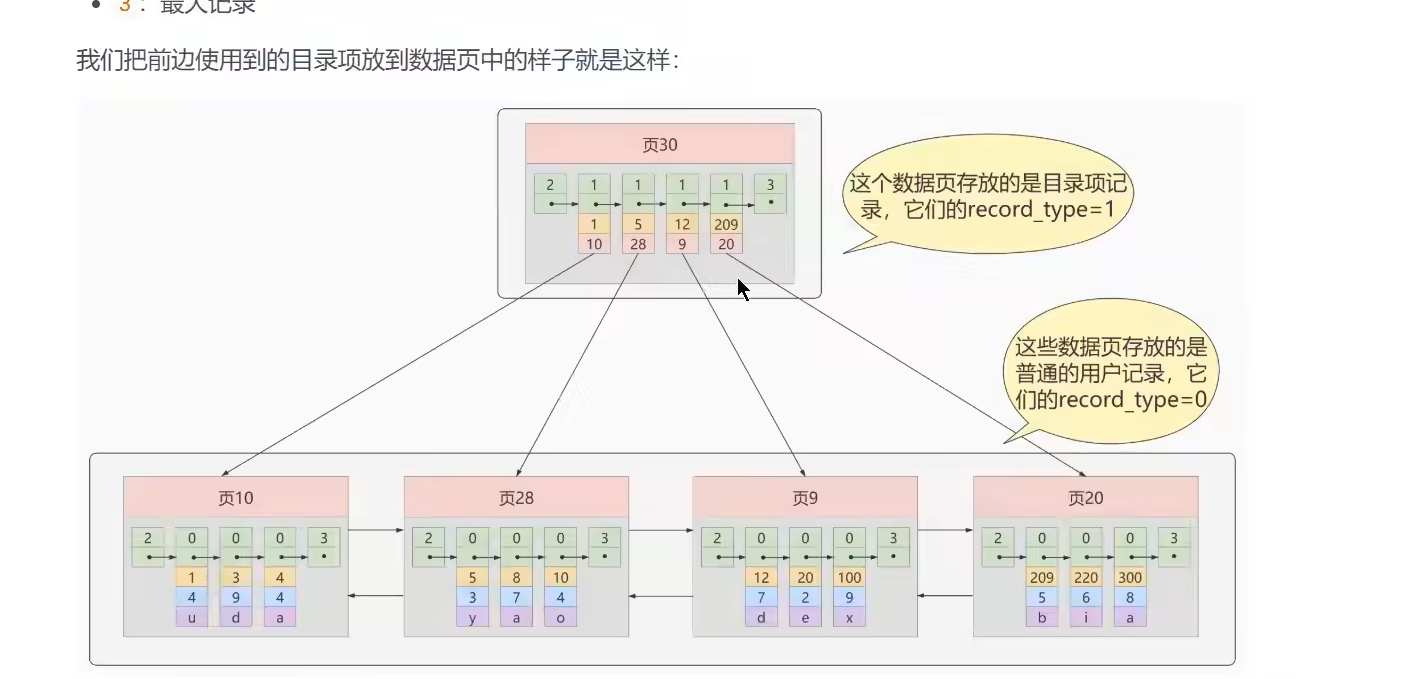 3：最大记录
我们把前边使用到的目录项放到数据页中的样子就是这样：
页30
2 1 1 1 1 3
1 5 12 209
10 28 9 20
这个数据页存放的是目录项记
录，它们的record_type=1
这些数据页存放的是
普通的用户记录，它
们的record_type=0
页10 页28 页9 页20
2 0 0 0 3 2 0 0 0 3 2 0 0 0 3 2 0 0 0 3
1 3 4 5 8 10 12 20 100 209 220 300
4 9 4 3 7 4 7 2 9 5 6 8
u d a y a o d e x b i a